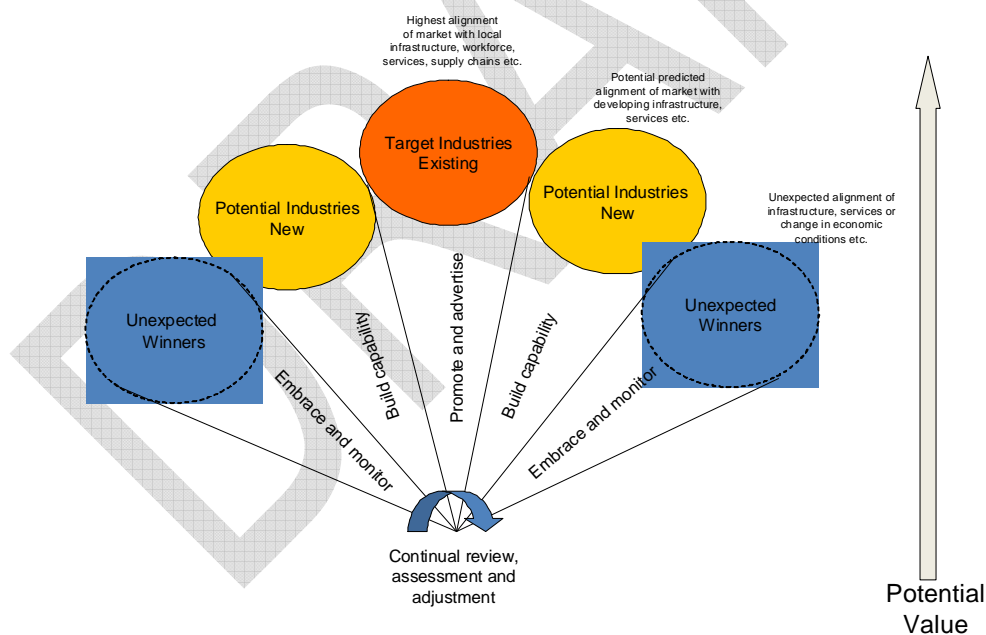 Highest alignment
of market with local
infrastructure, workforce,
services, supply chains etc.
Potential predicted
alignment of market with
developing infrastructure,
services etc.
Target Industries
Existing
Potential Industries
New
Potential Industries
New
Unexpected alignment of
infrastructure, services or
change in economic
conditions etc.
Unexpected
Winners
Unexpected
Winners
Embrace and monitor
Build capability
Promote and advertise
Build capability
Embrace and monitor
Continual review,
assessment and
adjustment
Potential
Value
DRA